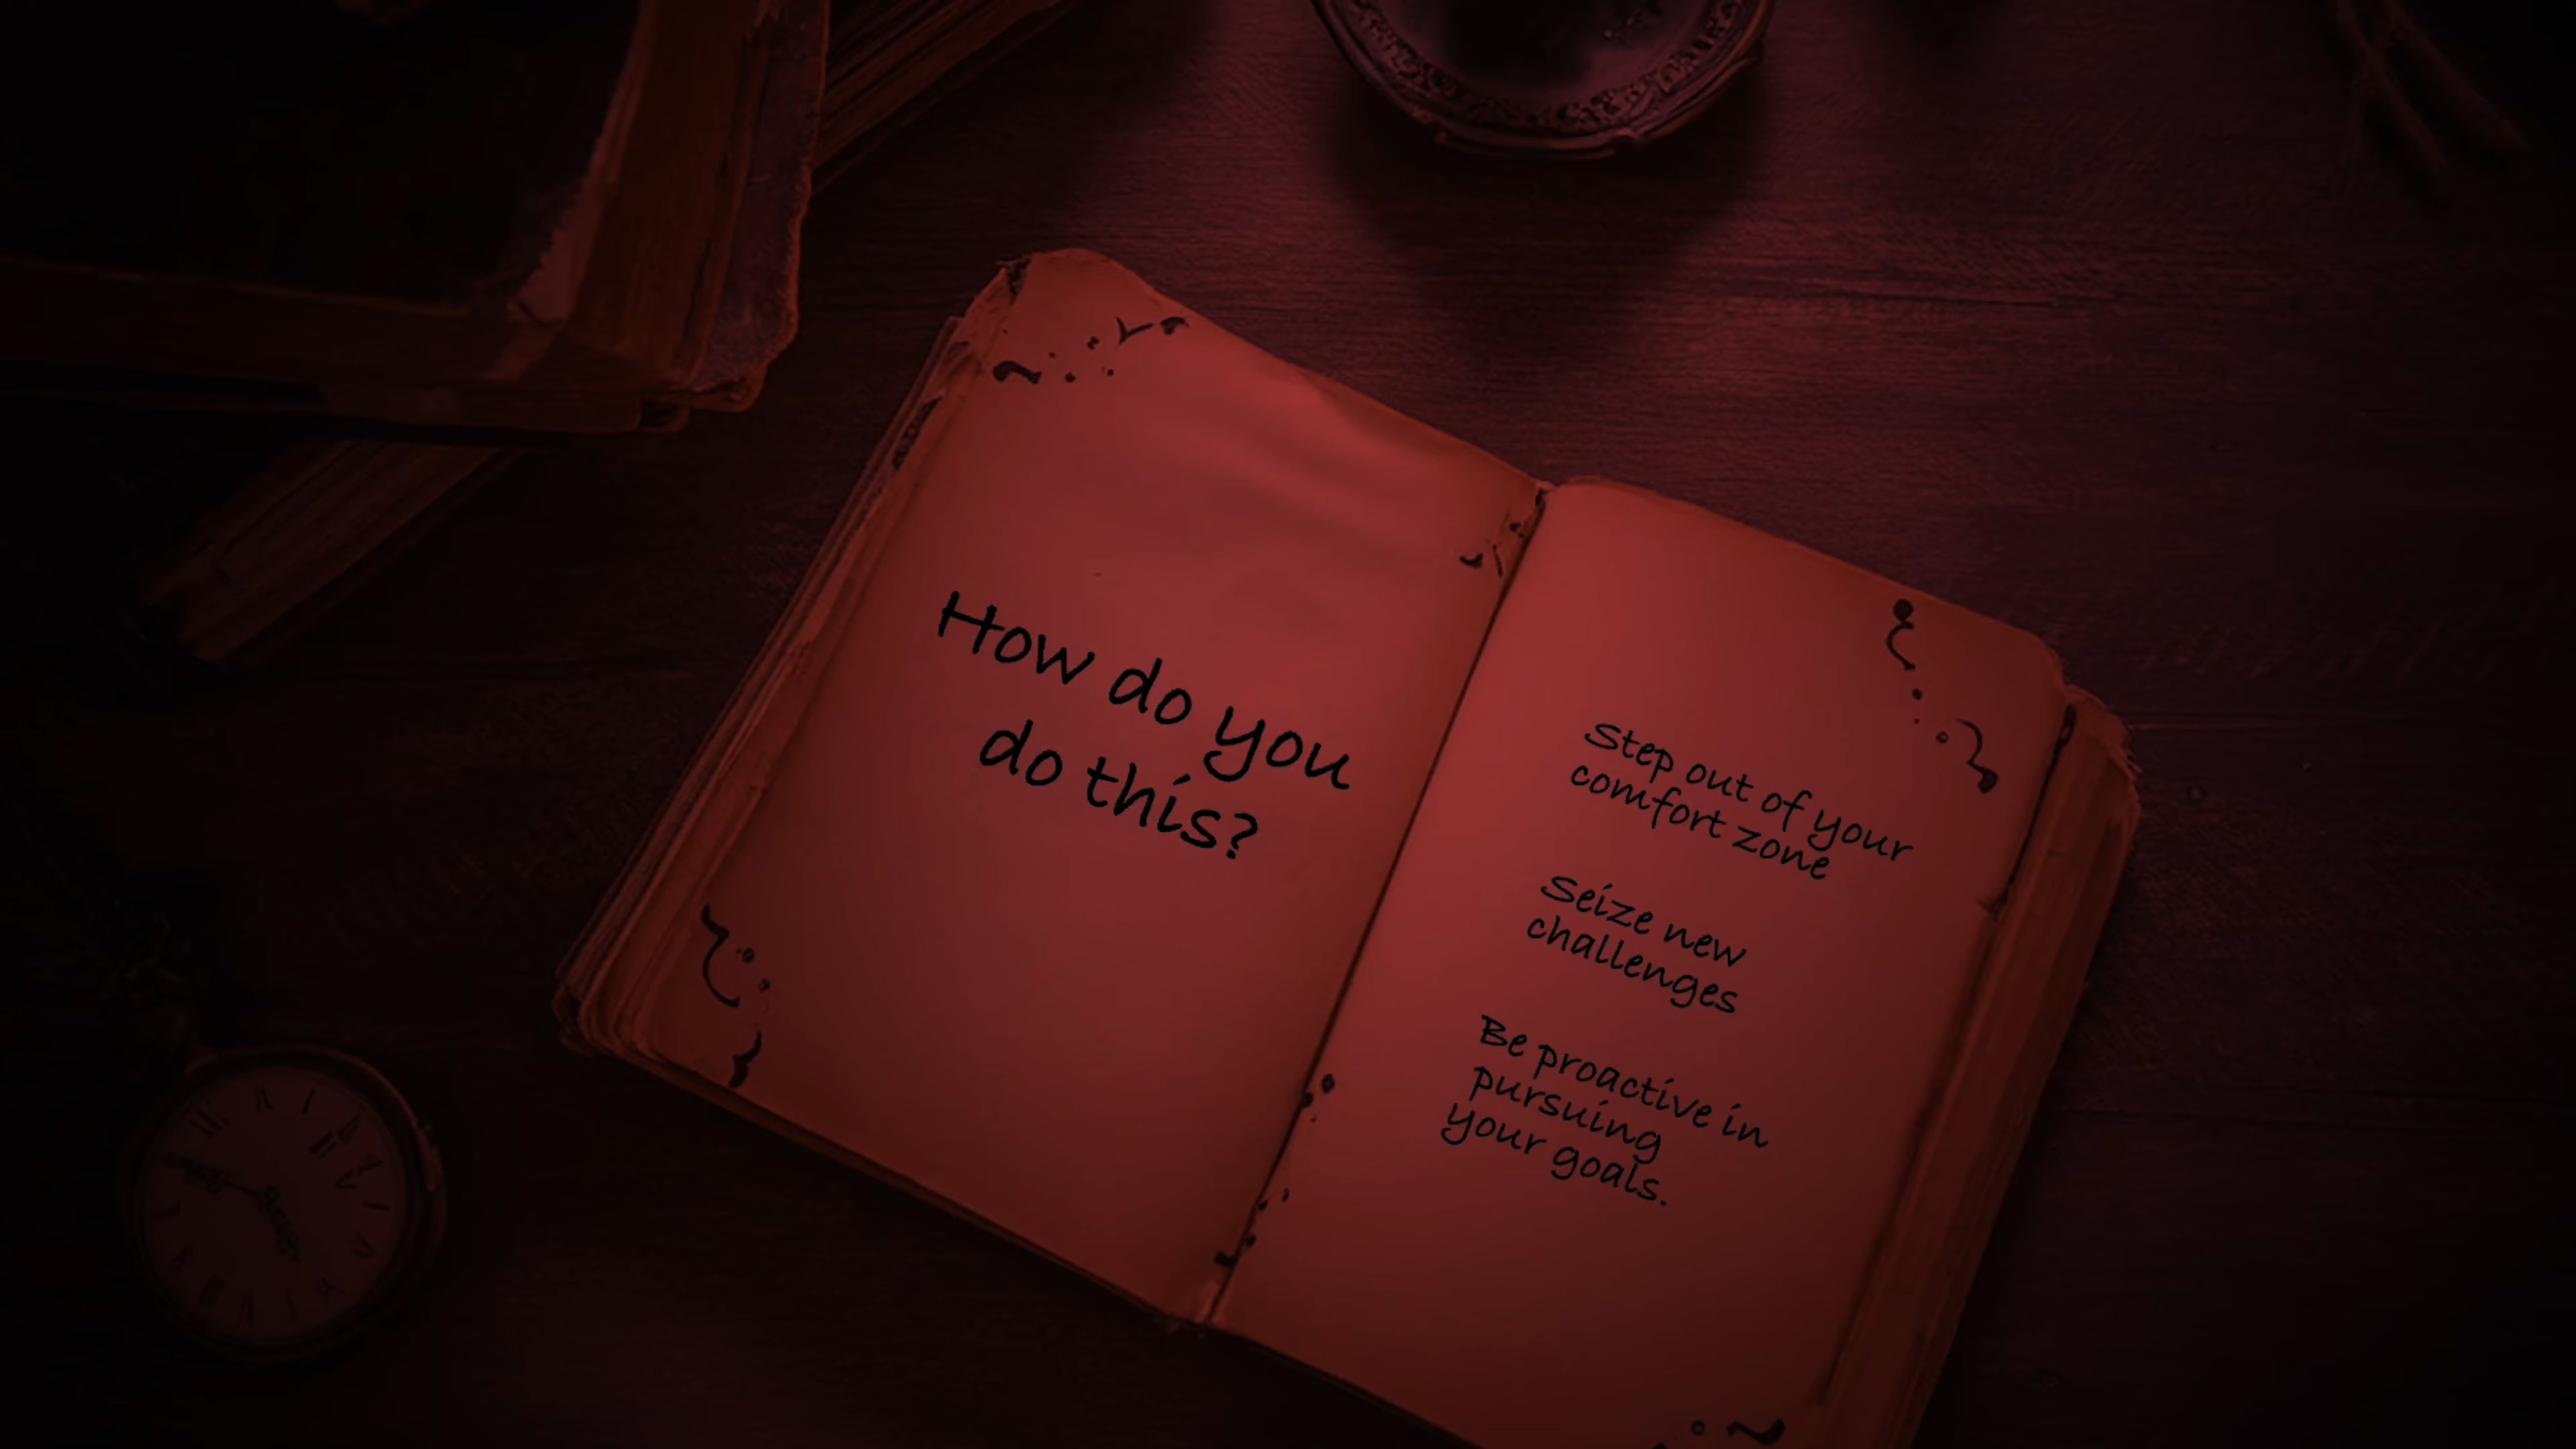 How do you
do this?
Step out of your
comfort zone
Seize new
challenges
Be proactive in
pursuing
your goals.